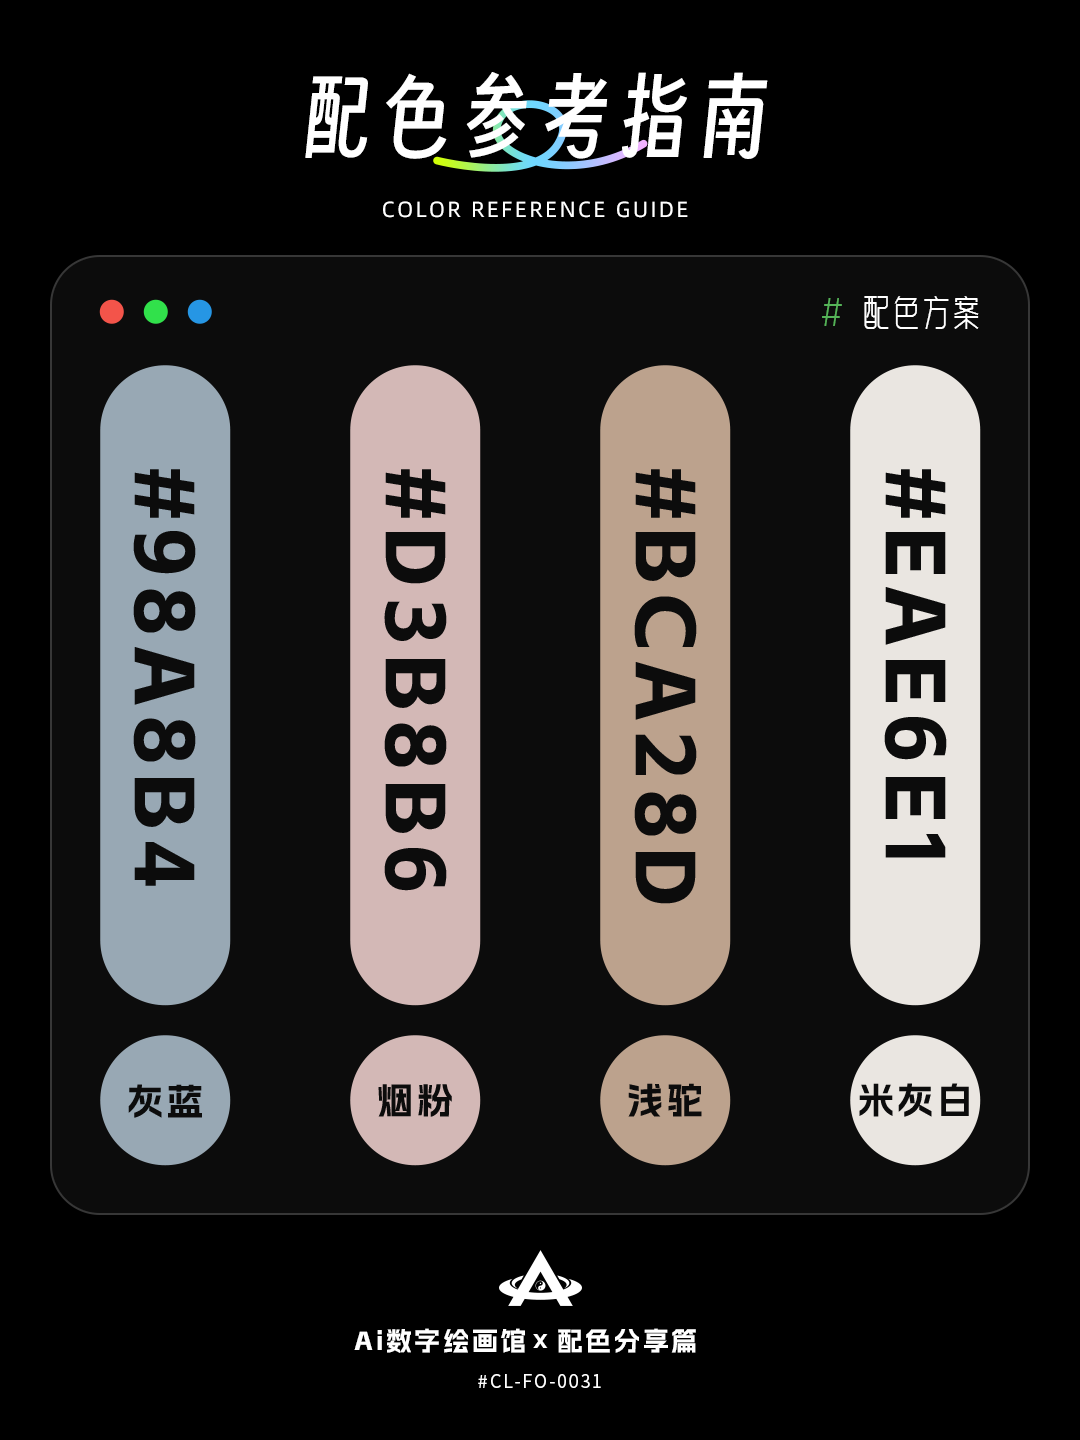 配色参考指南
COLOR REFERENCE GUIDE
# 配色方案
#98A8B4
#D3B8B6
#BCA28D
#EAE6E1
灰蓝
烟粉
浅驼
米灰白
Ai数字绘画馆 x 配色分享篇
#CL-FO-0031